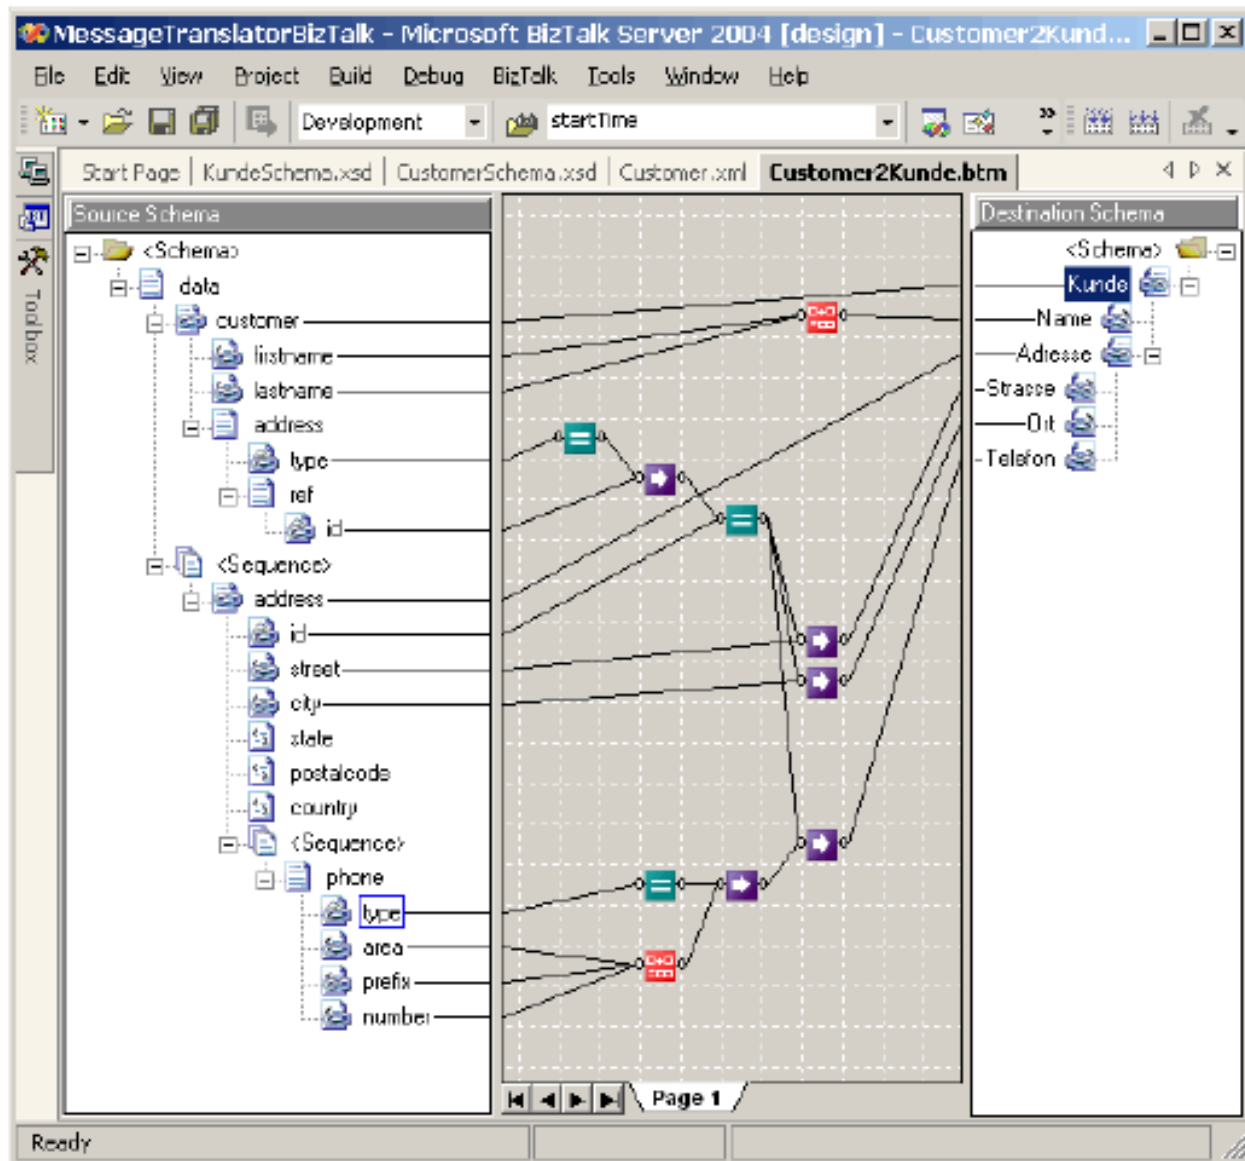 MessageTranslatorBizTalk - Microsoft BizTalk Server 2004 [design] - Customer2Kund...
File Edit View Project Build Debug BizTalk Tools Window Help
Development startTime
Start Page KundeSchema.xsd CustomerSchema.xsd Customer.xml Customer2Kunde.btm
Toolbox
Source Schema
<Schema>
data
customer
firstname
lastname
address
type
ref
id
<Sequence>
address
id
street
city
state
postalcode
country
<Sequence>
phone
type
area
prefix
number
Destination Schema
<Schema>
Kunde
Name
Adresse
Strasse
Ort
Telefon
Page 1
Ready